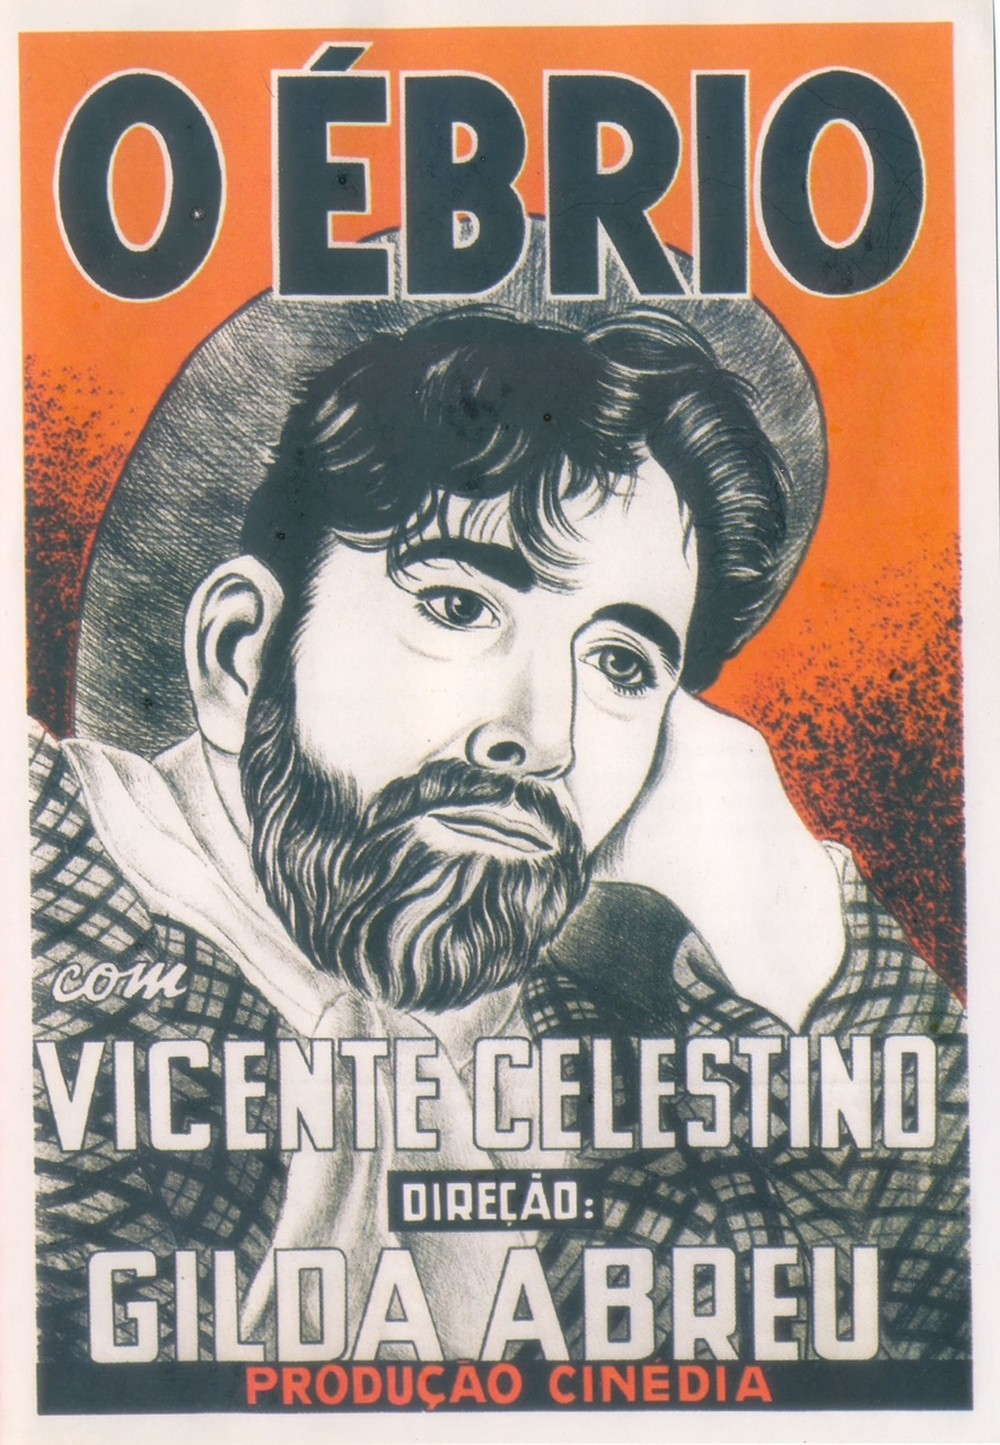 O ÉBRIO
com
VICENTE CELESTINO
DIREÇÃO:
GILDA ABREU
PRODUÇÃO CINÉDIA